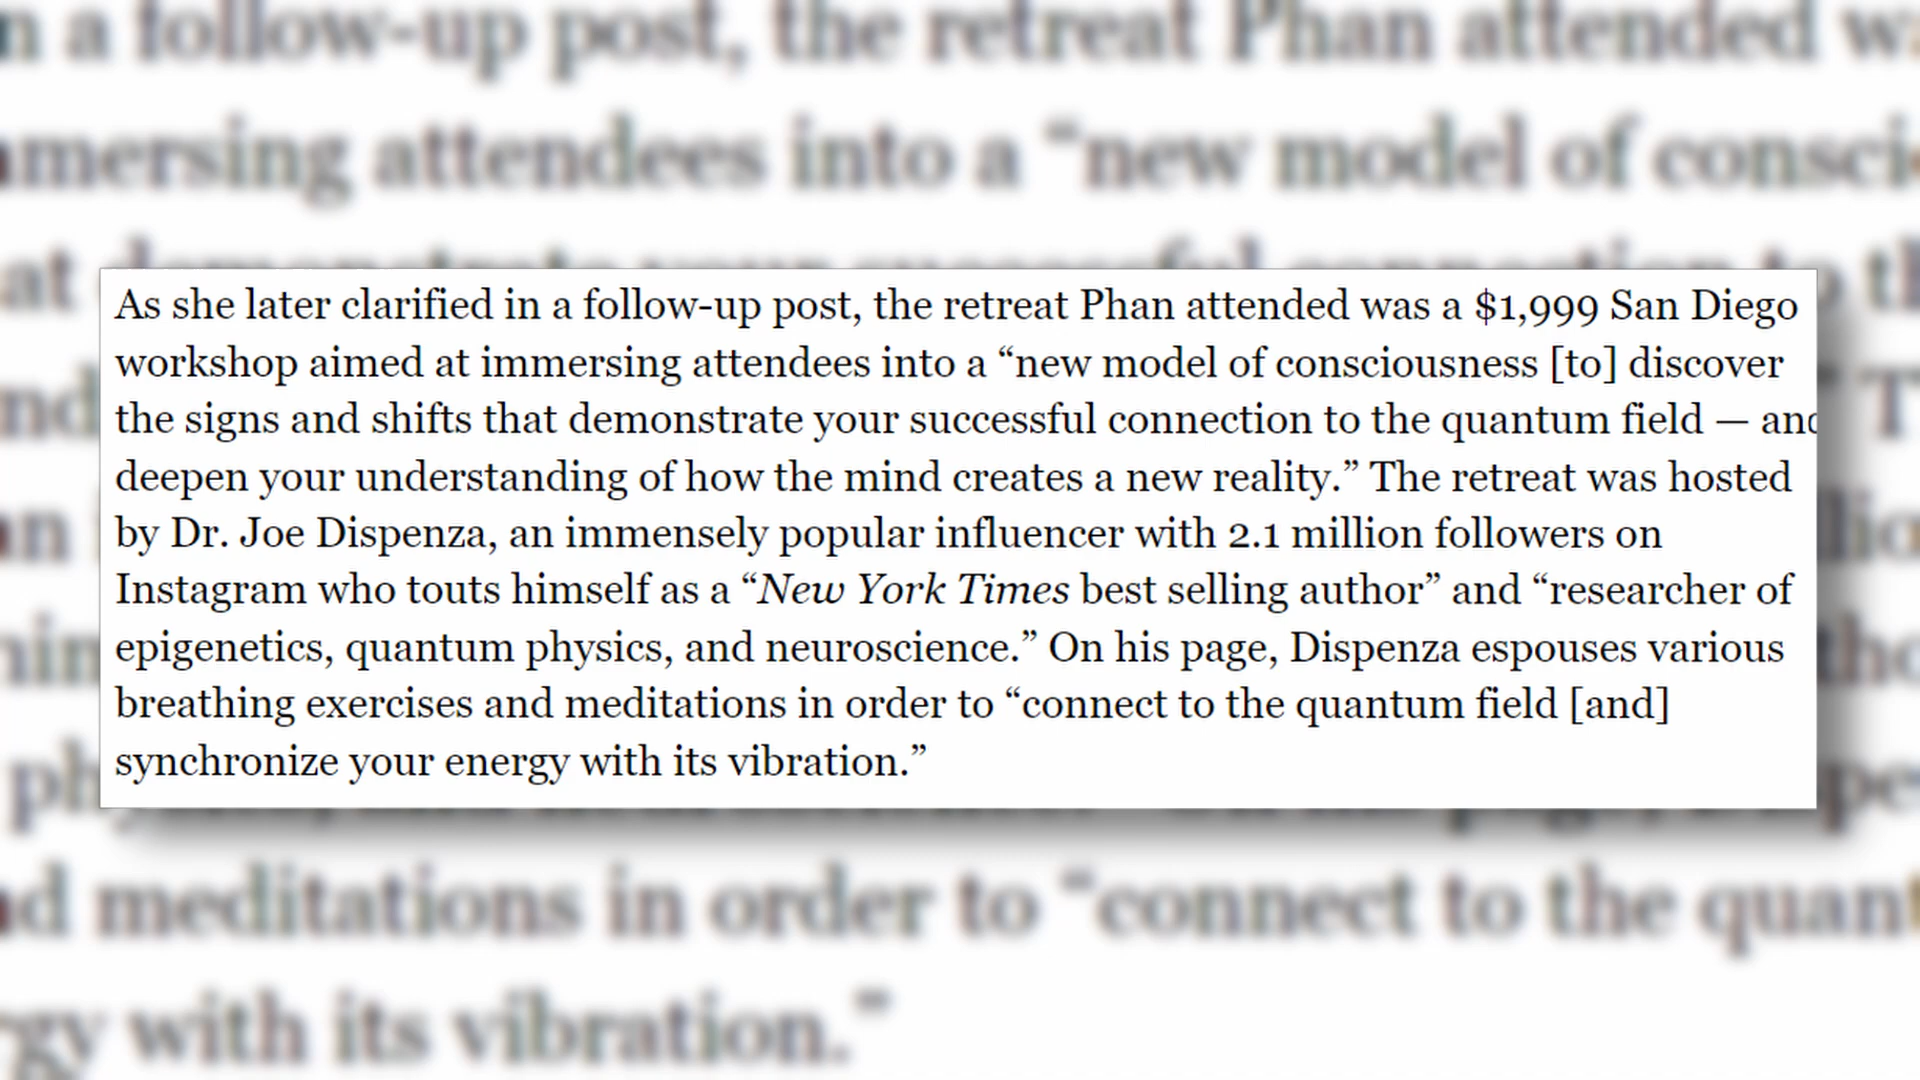 As she later clarified in a follow-up post, the retreat Phan attended was a $1,999 San Diego
workshop aimed at immersing attendees into a “new model of consciousness [to] discover
the signs and shifts that demonstrate your successful connection to the quantum field — and
deepen your understanding of how the mind creates a new reality.” The retreat was hosted
by Dr. Joe Dispenza, an immensely popular influencer with 2.1 million followers on
Instagram who touts himself as a “New York Times best selling author” and “researcher of
epigenetics, quantum physics, and neuroscience.” On his page, Dispenza espouses various
breathing exercises and meditations in order to “connect to the quantum field [and]
synchronize your energy with its vibration.”